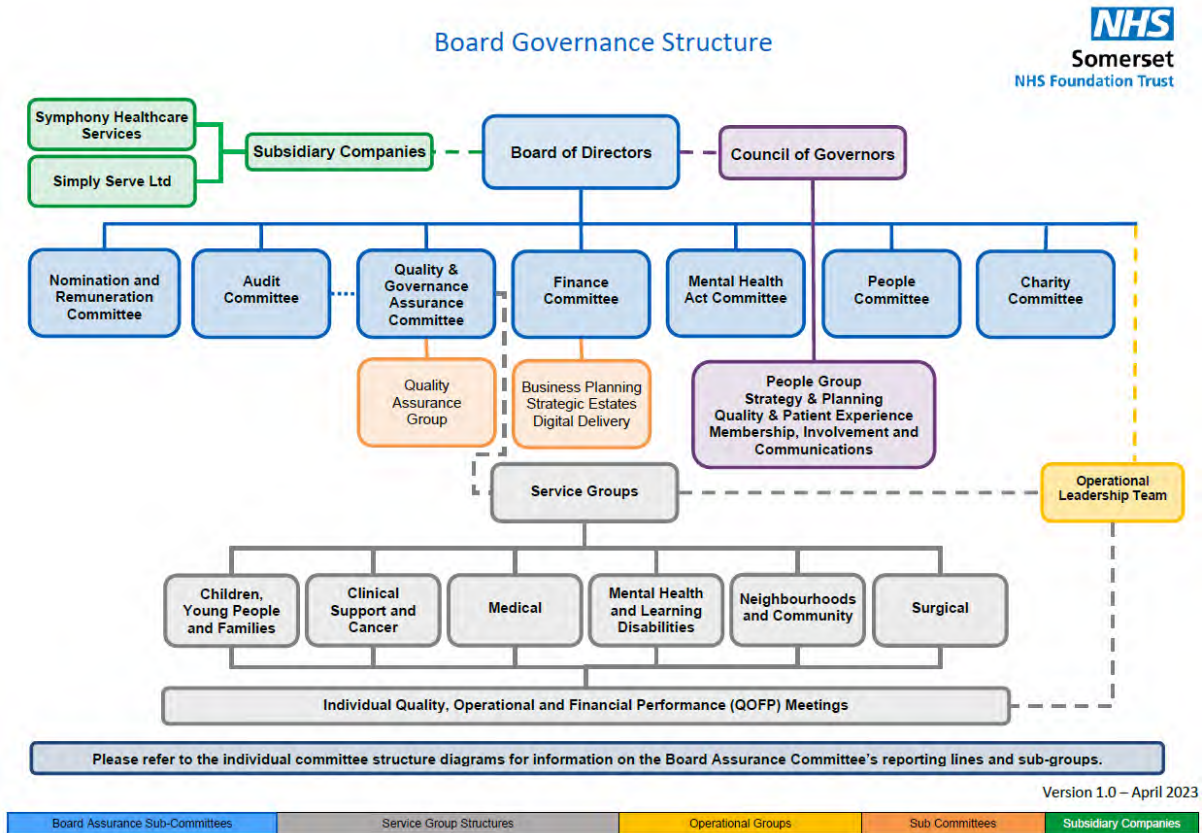 Board Governance Structure
NHS
Somerset
NHS Foundation Trust
Symphony Healthcare
Services
Simply Serve Ltd
Subsidiary Companies
Board of Directors
Council of Governors
Nomination and
Remuneration
Committee
Audit
Committee
Quality &
Governance
Assurance
Committee
Finance
Committee
Mental Health
Act Committee
People
Committee
Charity
Committee
Quality
Assurance
Group
Business Planning
Strategic Estates
Digital Delivery
People Group
Strategy & Planning
Quality & Patient Experience
Membership, Involvement and
Communications
Service Groups
Operational
Leadership Team
Children,
Young People
and Families
Clinical
Support and
Cancer
Medical
Mental Health
and Learning
Disabilities
Neighbourhoods
and Community
Surgical
Individual Quality, Operational and Financial Performance (QOFP) Meetings
Please refer to the individual committee structure diagrams for information on the Board Assurance Committee's reporting lines and sub-groups.
Version 1.0 – April 2023
Board Assurance Sub-Committees
Service Group Structures
Operational Groups
Sub Committees
Subsidiary Companies